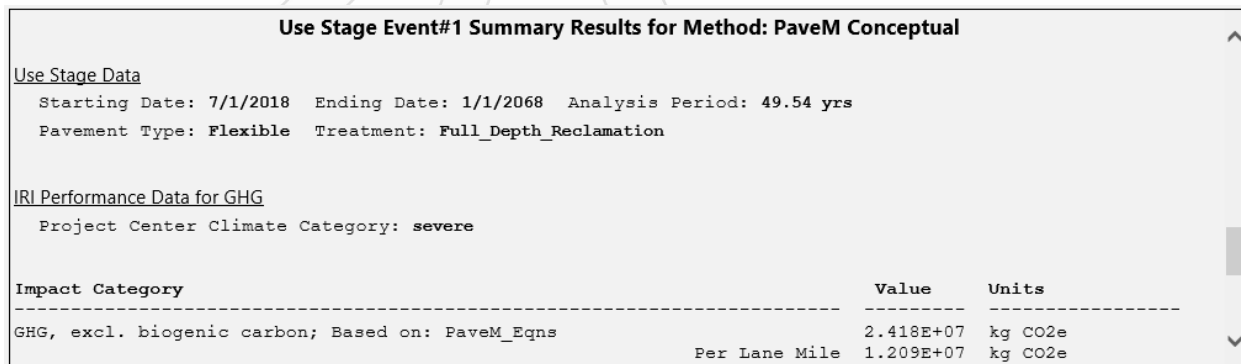 Use Stage Event#1 Summary Results for Method: PaveM Conceptual
Use Stage Data
Starting Date: 7/1/2018 Ending Date: 1/1/2068 Analysis Period: 49.54 yrs
Pavement Type: Flexible Treatment: Full_Depth_Reclamation
IRI Performance Data for GHG
Project Center Climate Category: severe
Impact Category Value Units
GHG, excl. biogenic carbon; Based on: PaveM_Eqns 2.418E+07 kg CO2e
Per Lane Mile 1.209E+07 kg CO2e